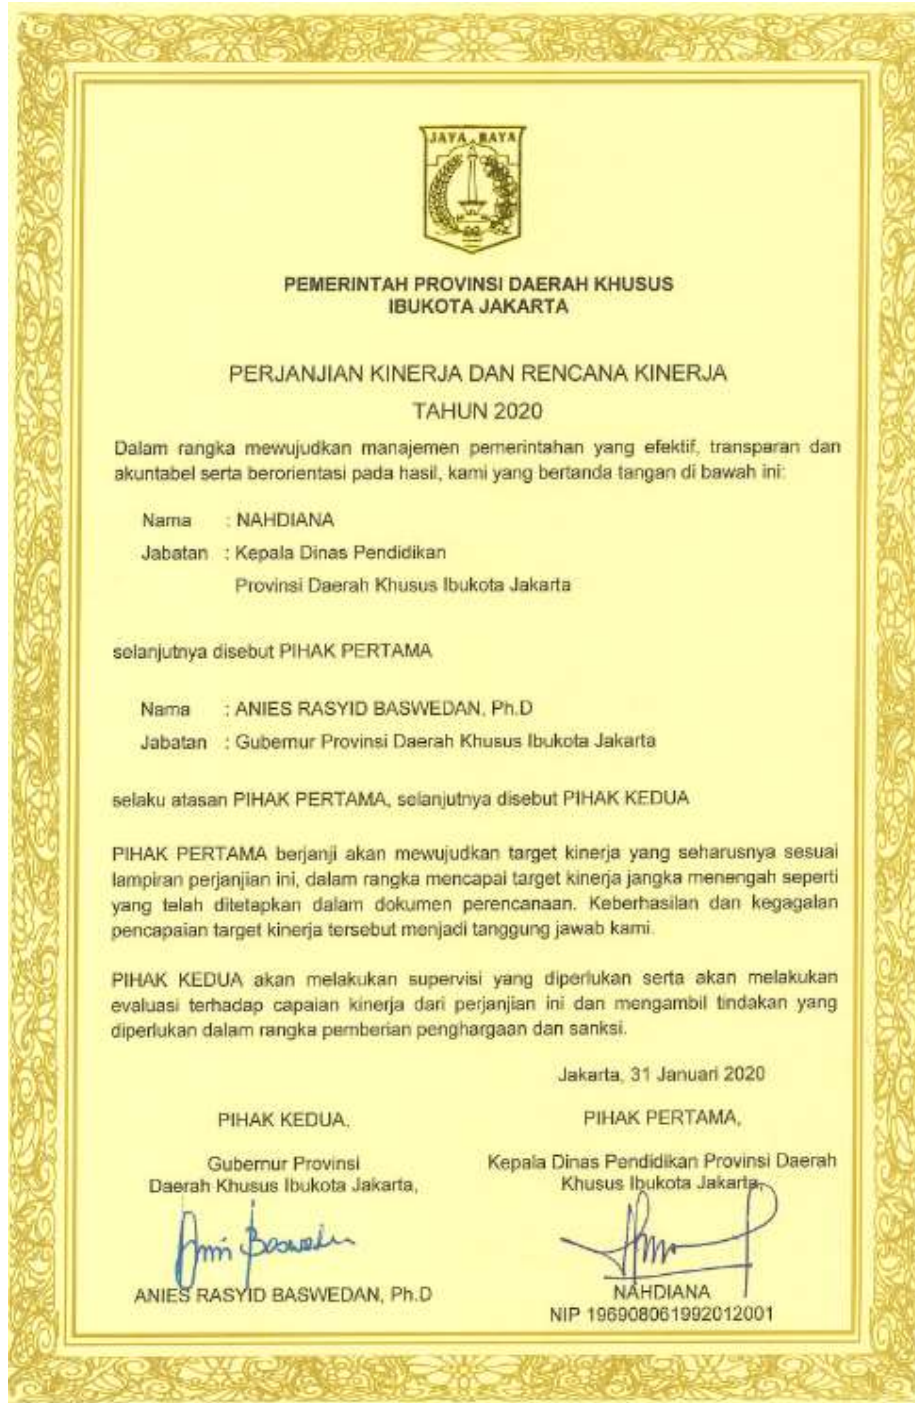 JAYA RAYA
PEMERINTAH PROVINSI DAERAH KHUSUS
IBUKOTA JAKARTA
PERJANJIAN KINERJA DAN RENCANA KINERJA
TAHUN 2020
Dalam rangka mewujudkan manajemen pemerintahan yang efektif, transparan dan
akuntabel serta berorientasi pada hasil, kami yang bertanda tangan di bawah ini:
Nama : NAHDIANA
Jabatan : Kepala Dinas Pendidikan
Provinsi Daerah Khusus Ibukota Jakarta
selanjutnya disebut PIHAK PERTAMA
Nama : ANIES RASYID BASWEDAN, Ph.D
Jabatan : Gubernur Provinsi Daerah Khusus Ibukota Jakarta
selaku atasan PIHAK PERTAMA, selanjutnya disebut PIHAK KEDUA
PIHAK PERTAMA berjanji akan mewujudkan target kinerja yang seharusnya sesuai
lampiran perjanjian ini, dalam rangka mencapai target kinerja jangka menengah seperti
yang telah ditetapkan dalam dokumen perencanaan. Keberhasilan dan kegagalan
pencapaian target kinerja tersebut menjadi tanggung jawab kami.
PIHAK KEDUA akan melakukan supervisi yang diperlukan serta akan melakukan
evaluasi terhadap capaian kinerja dari perjanjian ini dan mengambil tindakan yang
diperlukan dalam rangka pemberian penghargaan dan sanksi.
Jakarta, 31 Januari 2020
PIHAK KEDUA,
Gubernur Provinsi
Daerah Khusus Ibukota Jakarta,
ANIES RASYID BASWEDAN, Ph.D
PIHAK PERTAMA,
Kepala Dinas Pendidikan Provinsi Daerah
Khusus Ibukota Jakarta,
NAHDIANA
NIP 196908061992012001